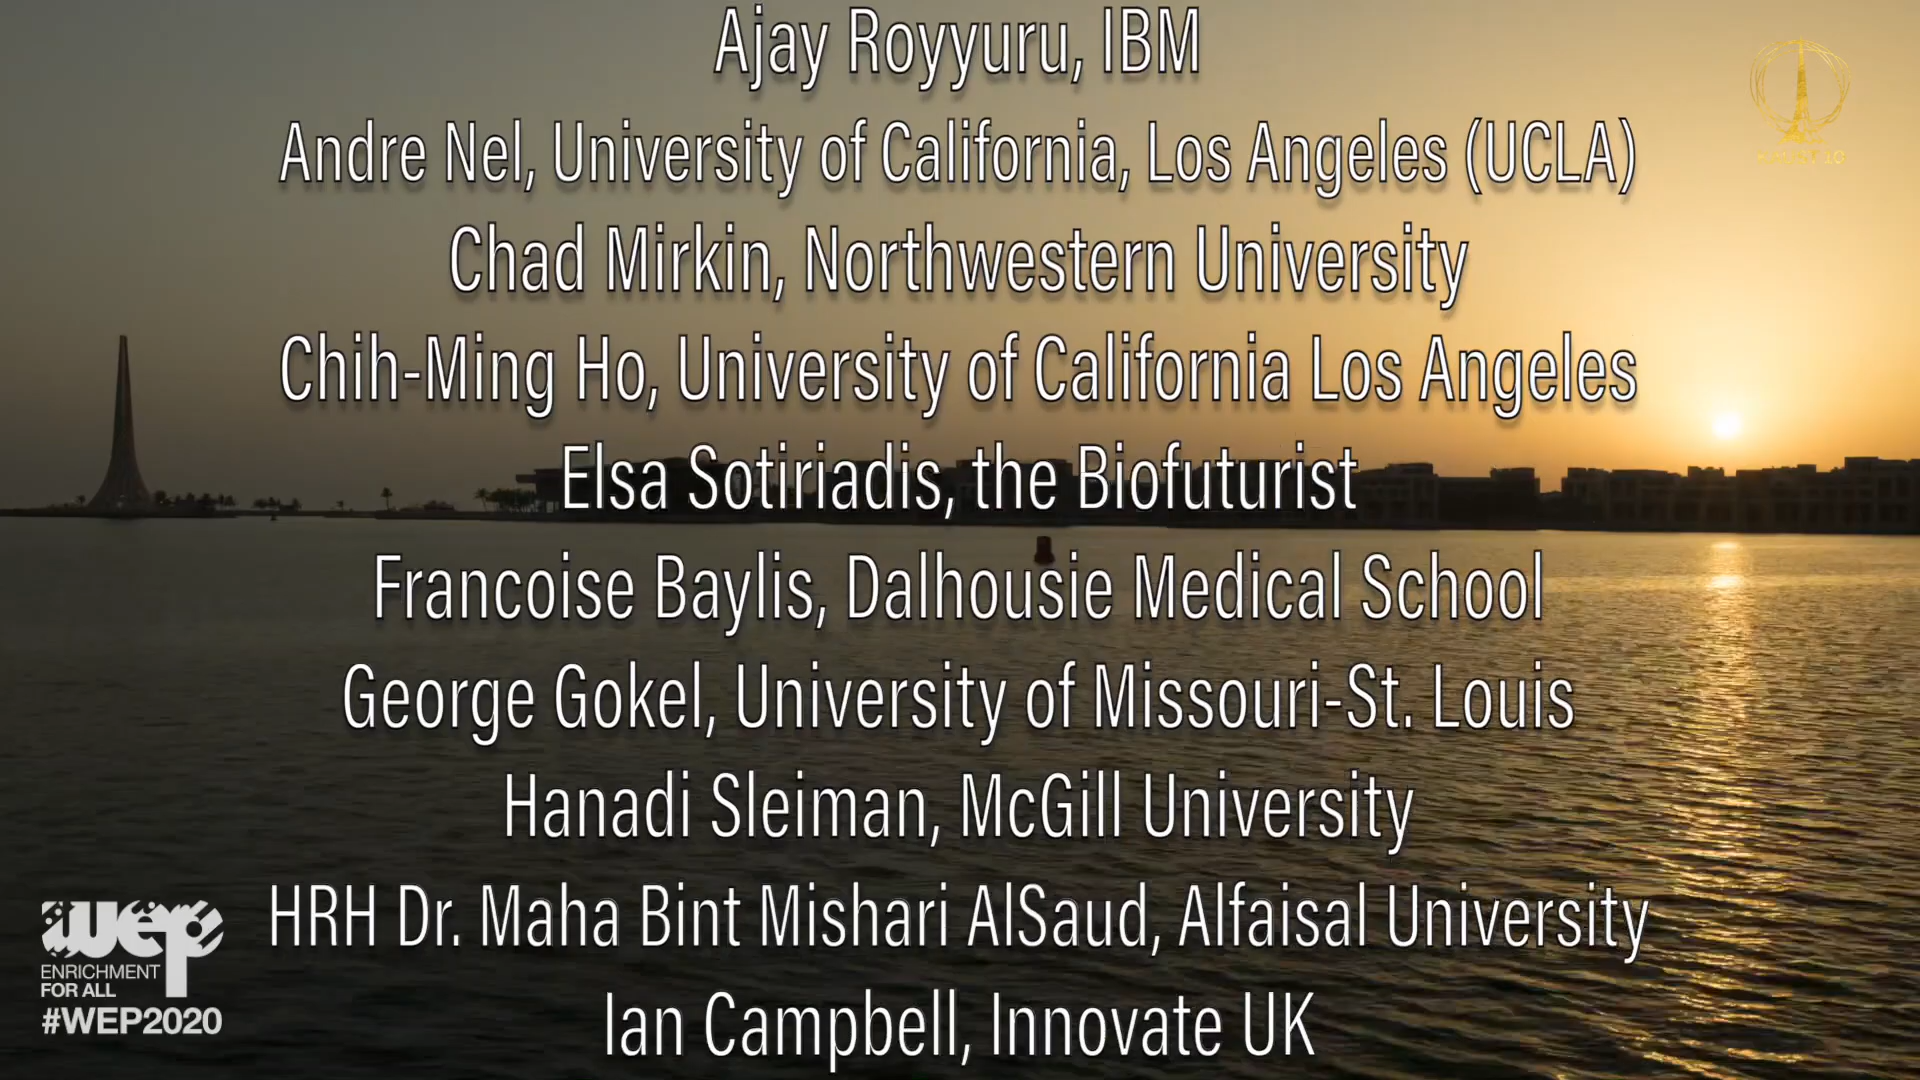 Ajay Royyuru, IBM
Andre Nel, University of California, Los Angeles (UCLA)
Chad Mirkin, Northwestern University
Chih-Ming Ho, University of California Los Angeles
Elsa Sotiriadis, the Biofuturist
Francoise Baylis, Dalhousie Medical School
George Gokel, University of Missouri-St. Louis
Hanadi Sleiman, McGill University
HRH Dr. Maha Bint Mishari AlSaud, Alfaisal University
Ian Campbell, Innovate UK
wep
ENRICHMENT
FOR ALL
#WEP2020